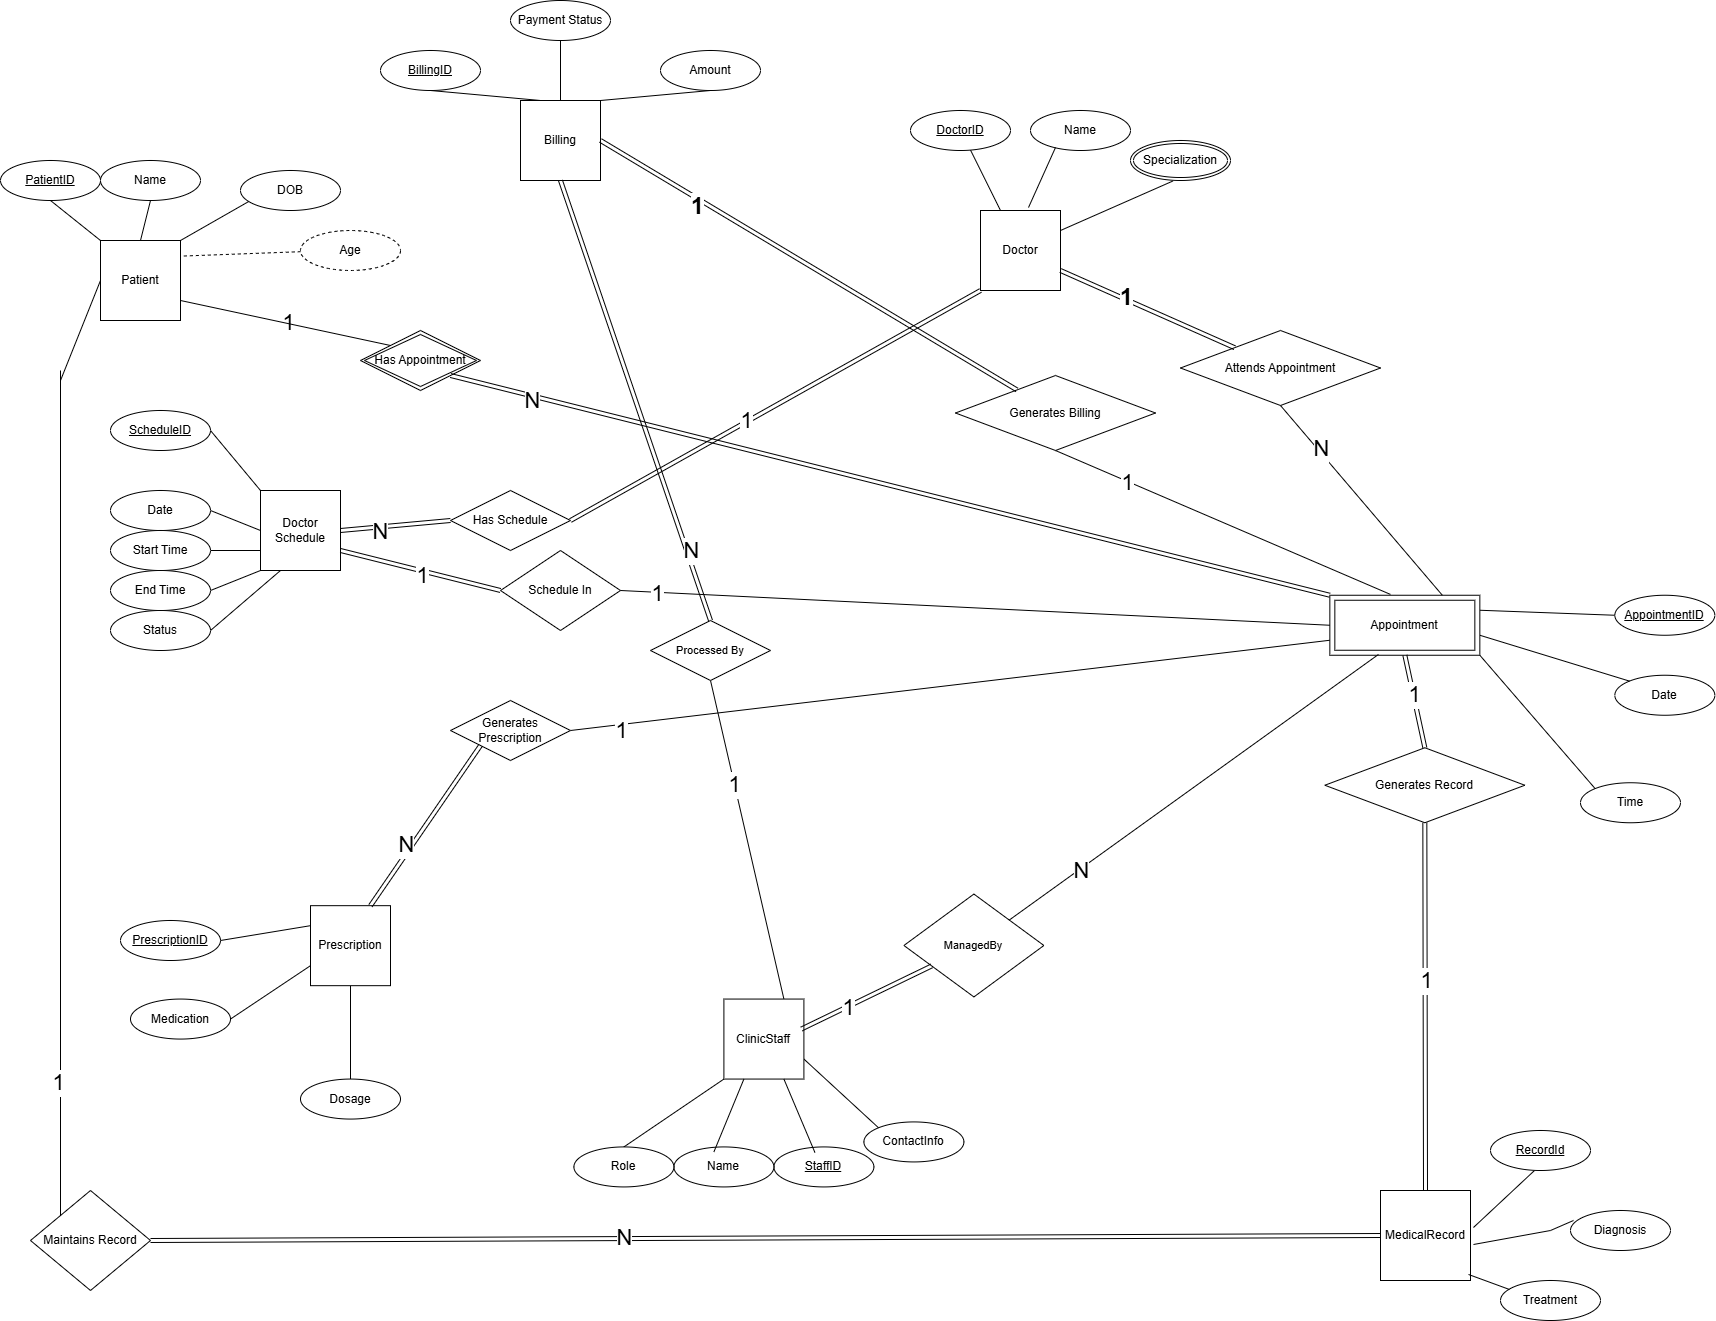 Payment Status
BillingID
Amount
Billing
DoctorID
Name
Specialization
PatientID
Name
DOB
Age
Patient
Doctor
1
1
1
Has Appointment
Attends Appointment
N
Generates Billing
1
ScheduleID
N
1
Date
Doctor
Schedule
Has Schedule
N
Start Time
N
1
End Time
Schedule In
1
Status
Processed By
Appointment
AppointmentID
Date
1
Generates
Prescription
1
1
Generates Record
Time
N
N
PrescriptionID
Prescription
ManagedBy
1
1
Medication
ClinicStaff
1
Dosage
Role
Name
StaffID
ContactInfo
RecordId
Maintains Record
N
MedicalRecord
Diagnosis
Treatment